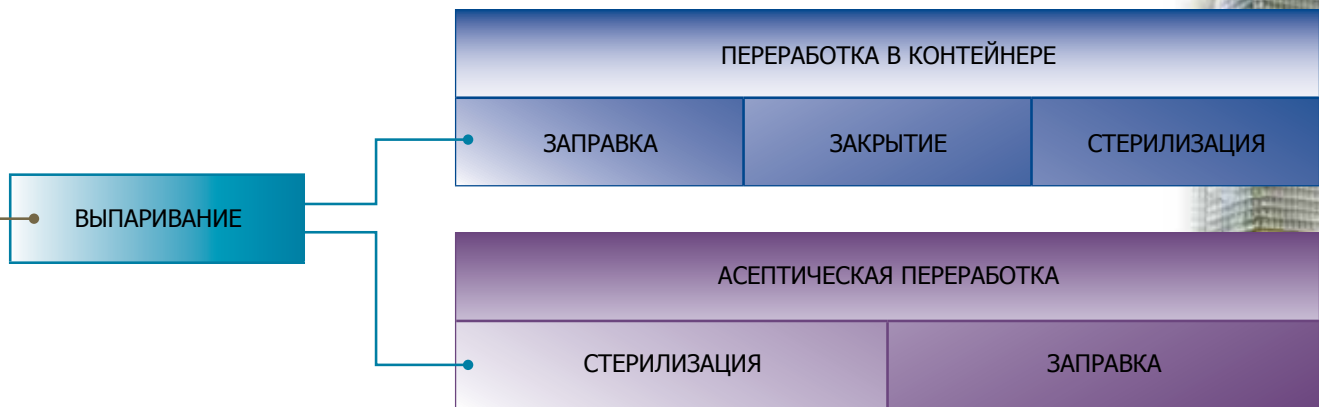 ПЕРЕРАБОТКА В КОНТЕЙНЕРЕ
ЗАПРАВКА
ЗАКРЫТИЕ
СТЕРИЛИЗАЦИЯ
ВЫПАРИВАНИЕ
АСЕПТИЧЕСКАЯ ПЕРЕРАБОТКА
СТЕРИЛИЗАЦИЯ
ЗАПРАВКА